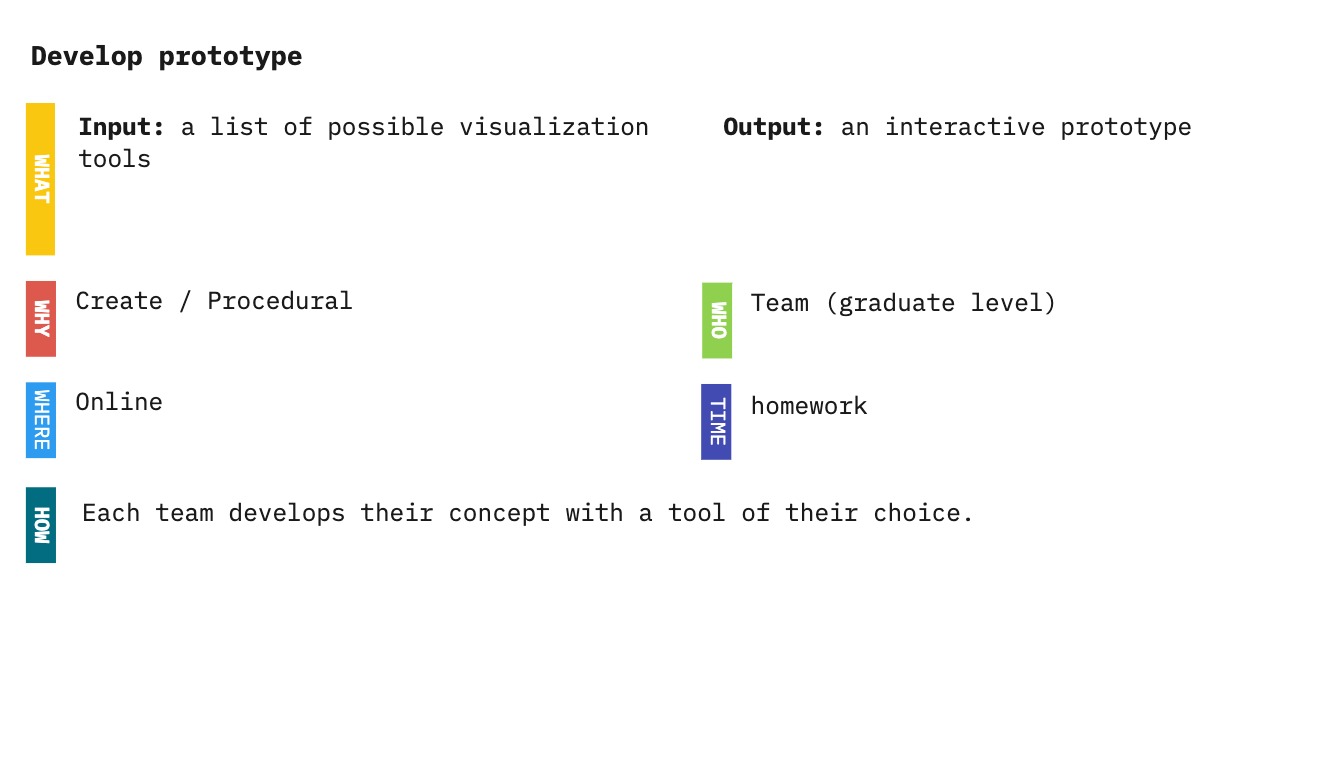 Develop prototype
WHAT
Input: a list of possible visualization
tools
Output: an interactive prototype
WHY
Create / Procedural
WHO
Team (graduate level)
WHERE
Online
TIME
homework
HOW
Each team develops their concept with a tool of their choice.